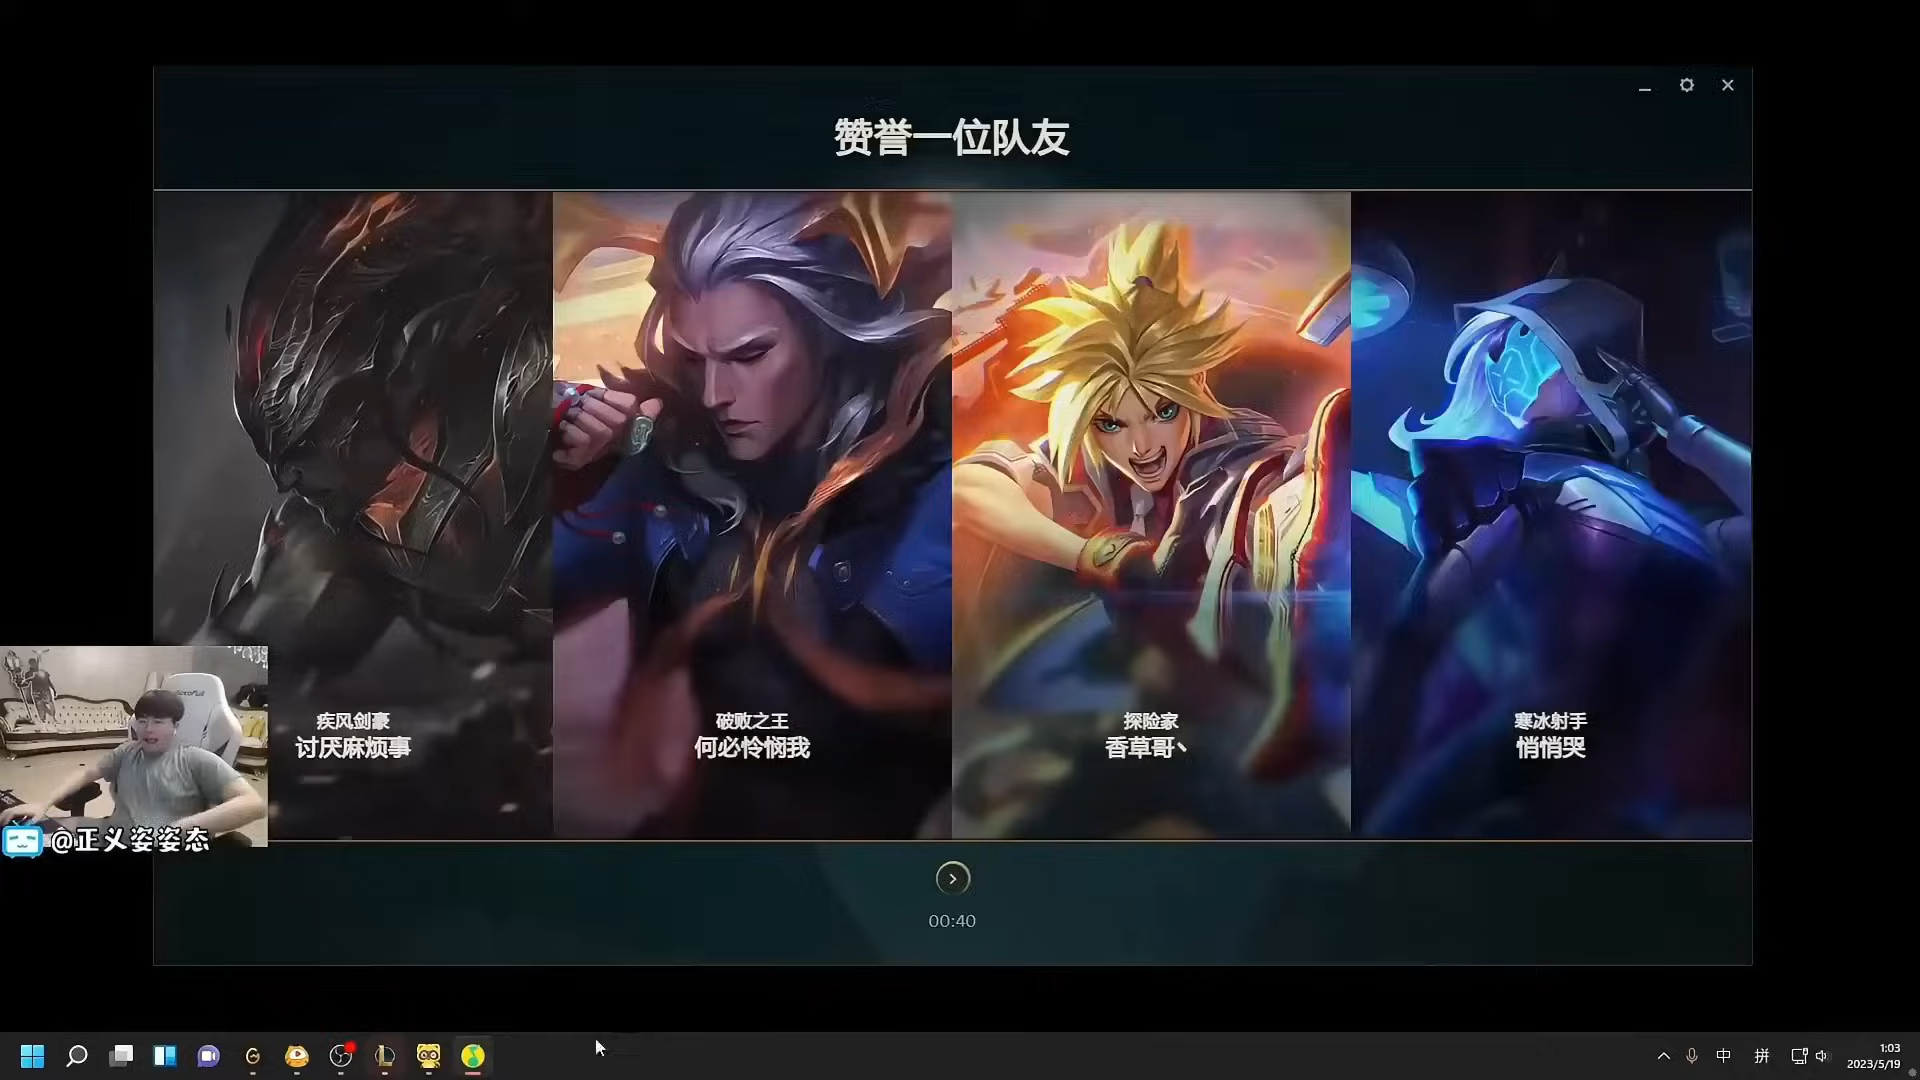 赞誉一位队友
疾风剑豪
讨厌麻烦事
破败之王
何必怜悯我
探险家
香草哥丶
寒冰射手
悄悄哭
@正义姿姿态
00:40
中
拼
1:03
2023/5/19